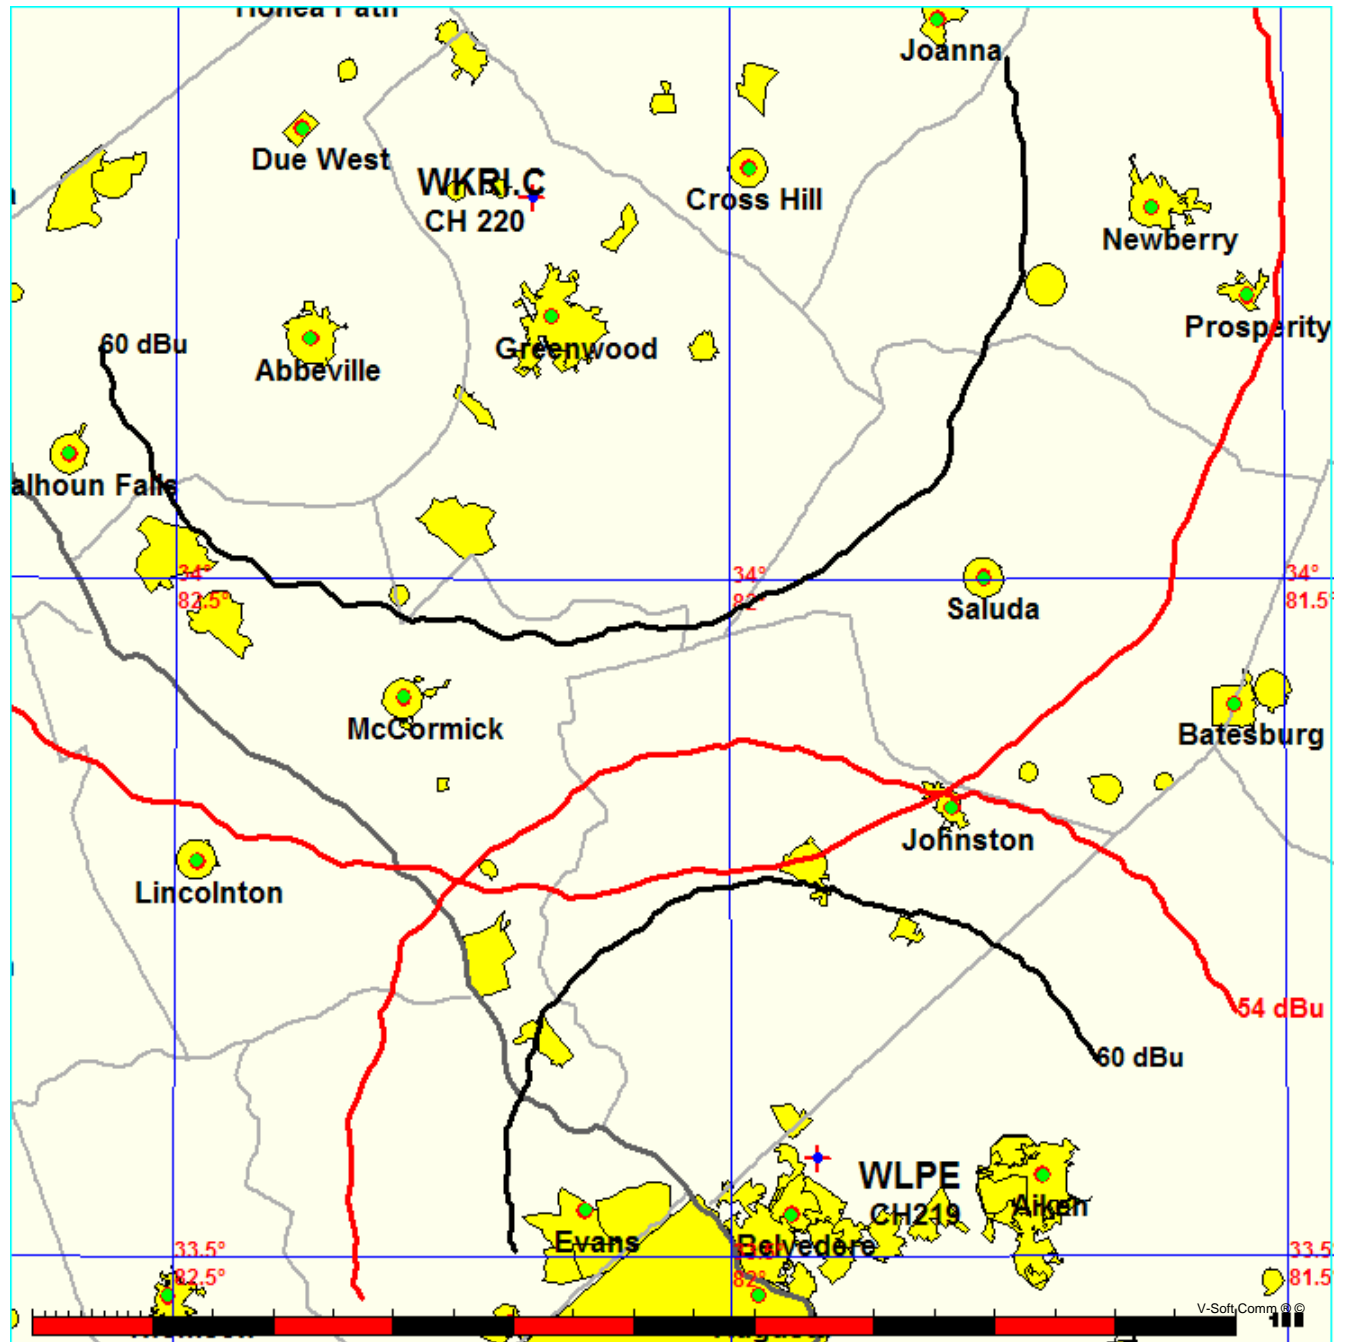 Honea Path
Joanna
Due West
WKRI.C
CH 220
Cross Hill
Newberry
Prosperity
60 dBu
Abbeville
Greenwood
alhoun Falls
34°
82.5°
34°
82°
34°
81.5°
Saluda
McCormick
Batesburg
Johnston
Lincolnton
54 dBu
60 dBu
WLPE
CH219
Aiken
Evans
Belvedere
33.5°
82.5°
82°
33.5
81.5°
V-Soft Comm ® ©